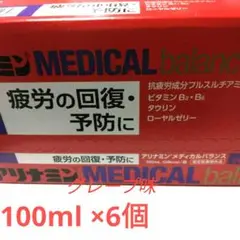 ミン MEDICAL balance
疲労の回復・
予防に
抗疲労成分フルスルチアミ
ビタミンB₂・B₆
タウリン
ローヤルゼリー
疲労の回復・予防に
アリナミン MEDICAL bal
アリナミン メディカルバランス
グレープ味
100ml ×6個